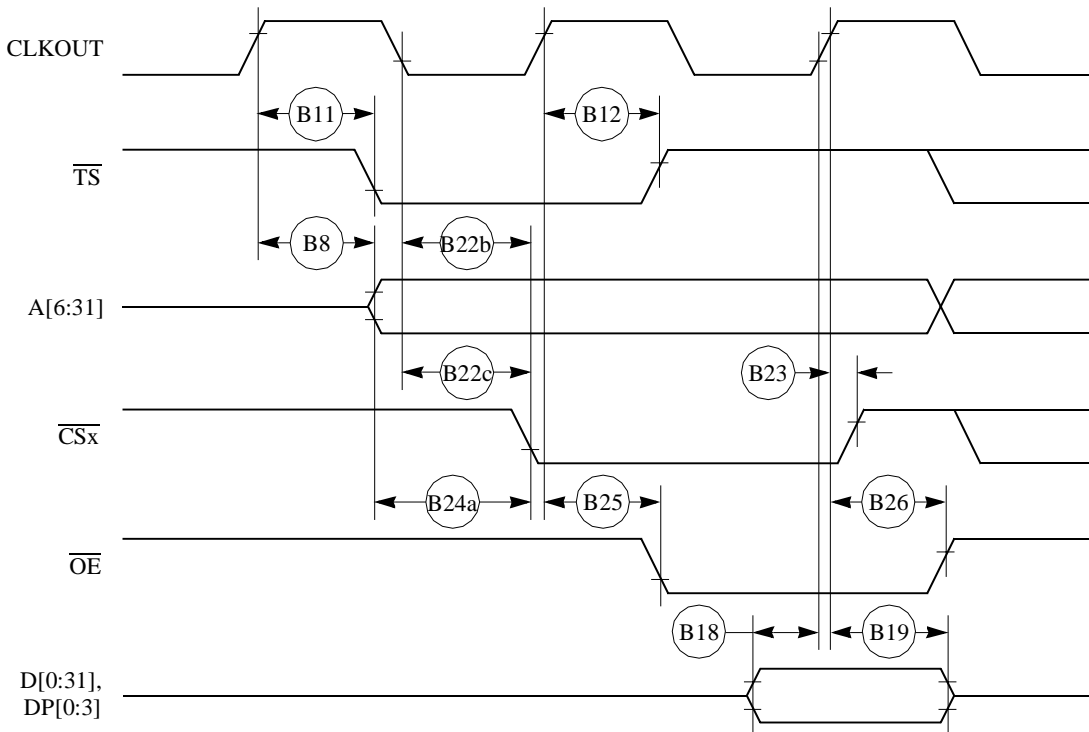 CLKOUT
B11
B12
TS
B8
B22b
A[6:31]
B22c
B23
CSx
B24a
B25
B26
OE
B18
B19
D[0:31],
DP[0:3]